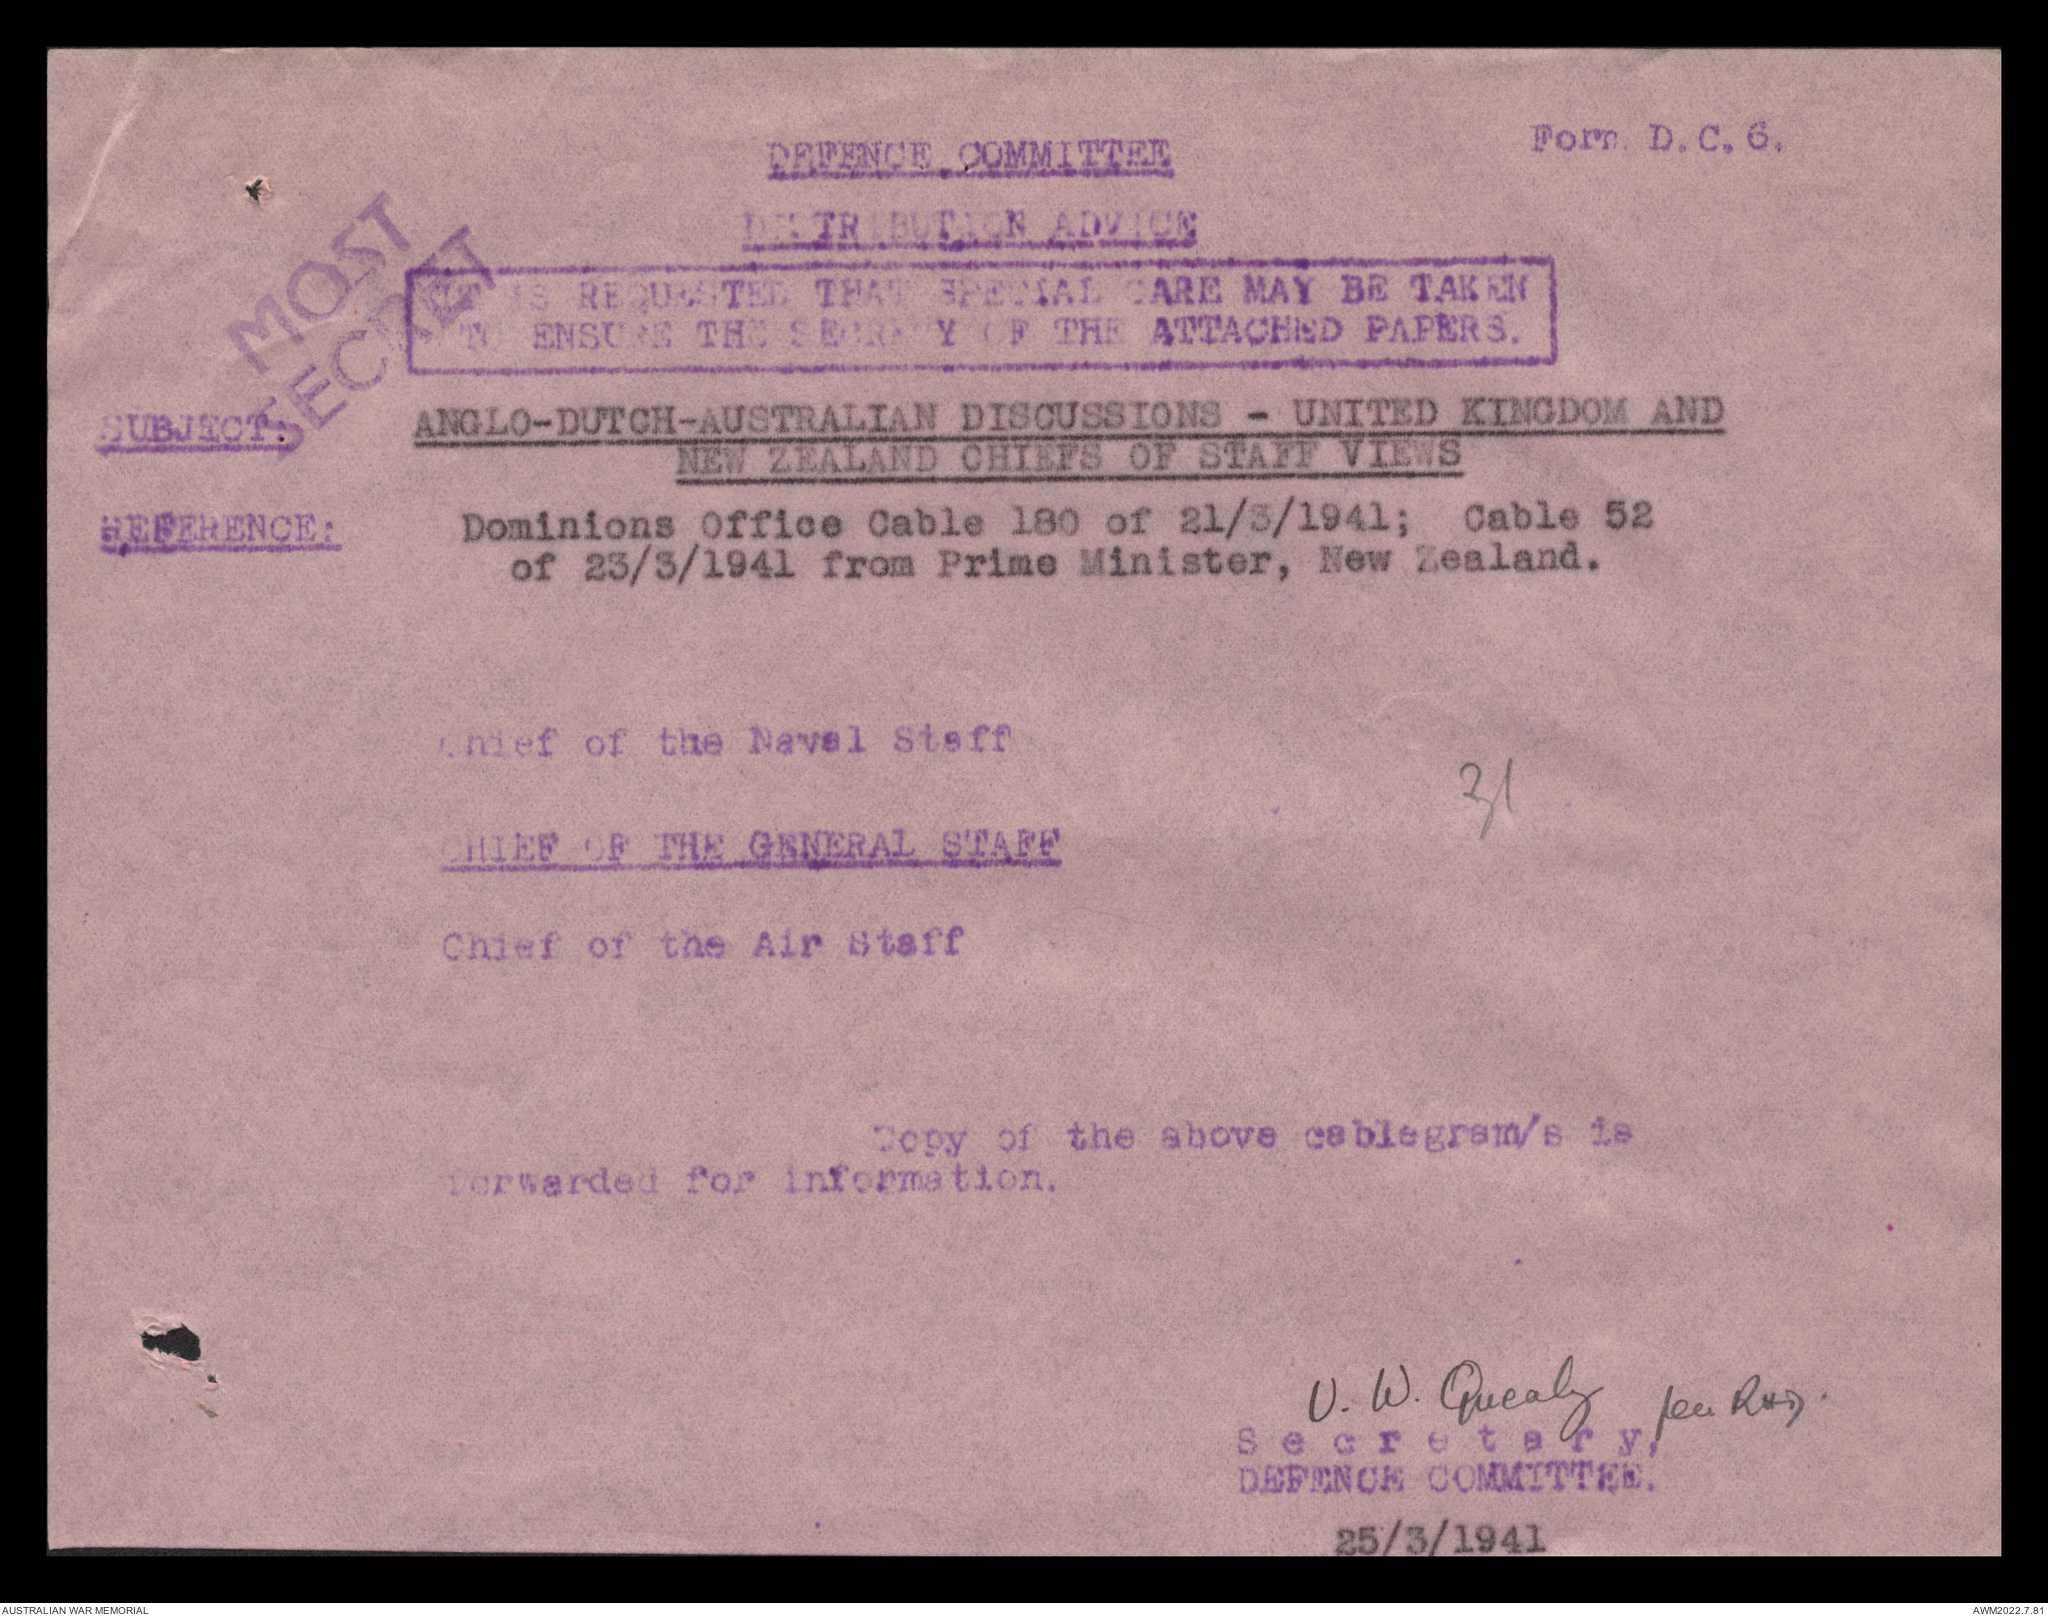 Form D.C.6.
DEFENCE COMMITTEE
DISTRIBUTION ADVICE
MOST
SECRET
IT IS REQUESTED THAT SPECIAL CARE MAY BE TAKEN
TO ENSURE THE SECRECY OF THE ATTACHED PAPERS.
SUBJECT: ANGLO-DUTCH-AUSTRALIAN DISCUSSIONS - UNITED KINGDOM AND
NEW ZEALAND CHIEFS OF STAFF VIEWS
REFERENCE: Dominions Office Cable 180 of 21/3/1941; Cable 52
of 23/3/1941 from Prime Minister, New Zealand.
Chief of the Naval Staff
31
CHIEF OF THE GENERAL STAFF
Chief of the Air Staff
Copy of the above cablegram/s is
forwarded for information.
V. W. Quealy
Secretary,
DEFENCE COMMITTEE.
25/3/1941
AUSTRALIAN WAR MEMORIAL
AWM2022.7.81